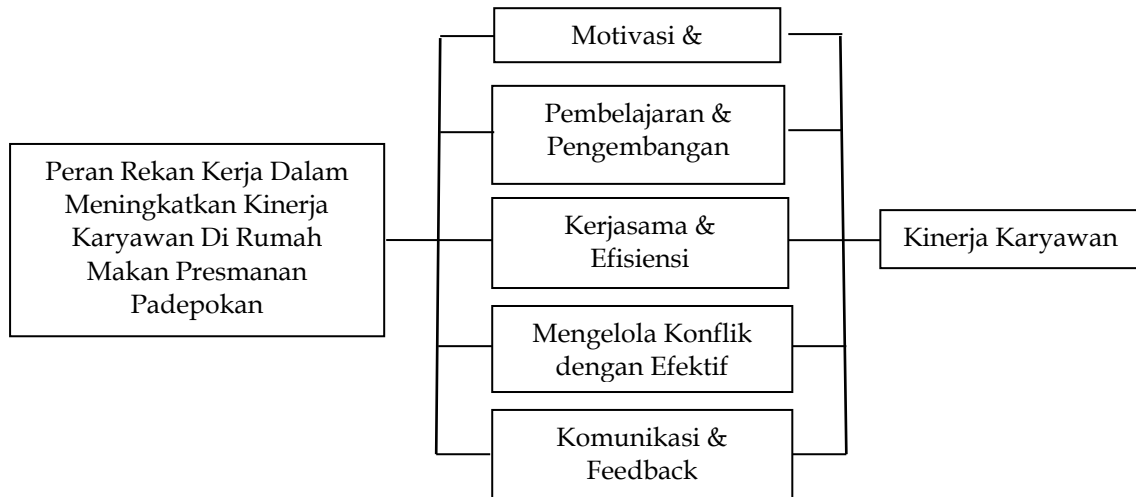 Peran Rekan Kerja Dalam
Meningkatkan Kinerja
Karyawan Di Rumah
Makan Presmanan
Padepokan
Motivasi &
Pembelajaran &
Pengembangan
Kerjasama &
Efisiensi
Mengelola Konflik
dengan Efektif
Komunikasi &
Feedback
Kinerja Karyawan